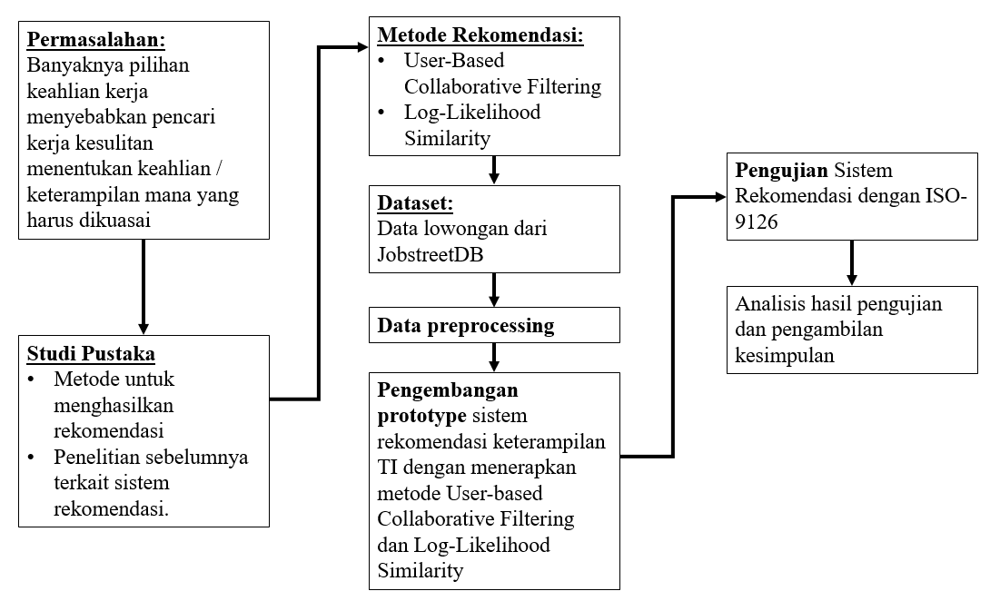 Permasalahan:
Banyaknya pilihan
keahlian kerja
menyebabkan pencari
kerja kesulitan
menentukan keahlian /
keterampilan mana yang
harus dikuasai
Studi Pustaka
• Metode untuk
menghasilkan
rekomendasi
• Penelitian sebelumnya
terkait sistem
rekomendasi.
Metode Rekomendasi:
• User-Based
Collaborative Filtering
• Log-Likelihood
Similarity
Dataset:
Data lowongan dari
JobstreetDB
Data preprocessing
Pengembangan
prototype sistem
rekomendasi keterampilan
TI dengan menerapkan
metode User-based
Collaborative Filtering
dan Log-Likelihood
Similarity
Pengujian Sistem
Rekomendasi dengan ISO-
9126
Analisis hasil pengujian
dan pengambilan
kesimpulan